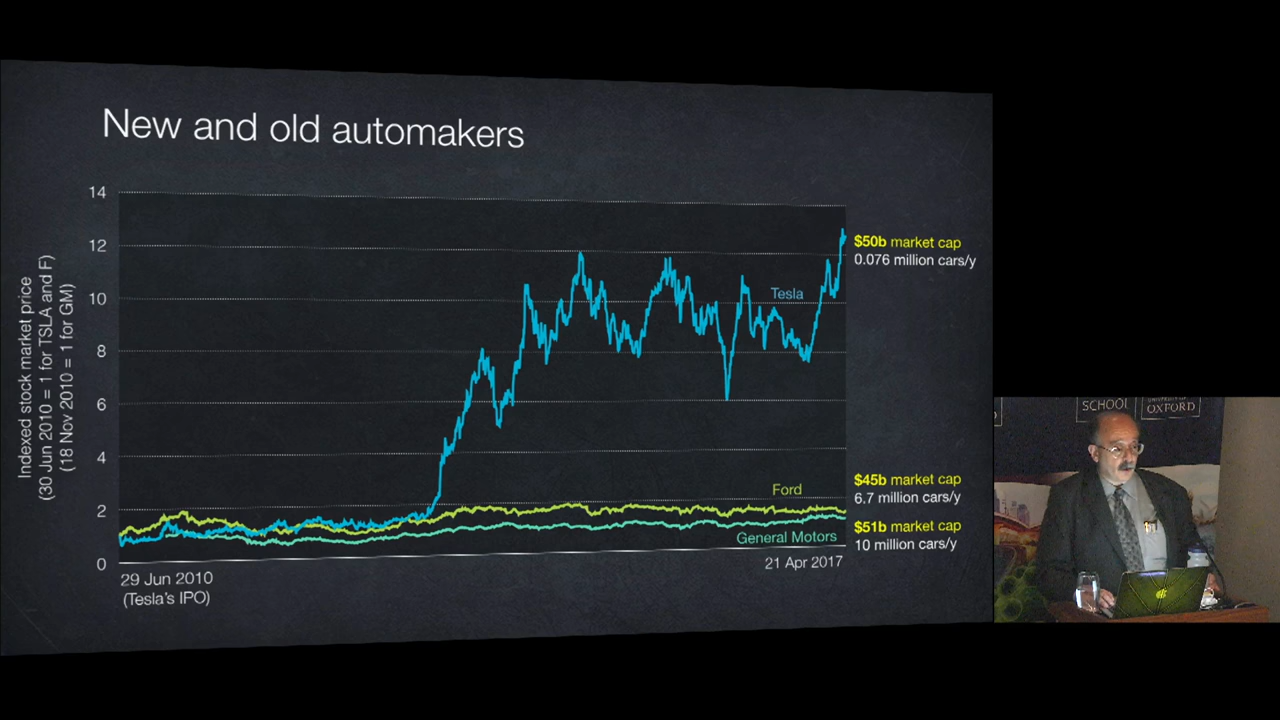 New and old automakers
Indexed stock market price
(30 Jun 2010 = 1 for TSLA and F)
(18 Nov 2010 = 1 for GM)
14
12
10
8
6
4
2
0
Tesla
Ford
General Motors
$50b market cap
0.076 million cars/y
$45b market cap
6.7 million cars/y
$51b market cap
10 million cars/y
29 Jun 2010
(Tesla's IPO)
21 Apr 2017
SCHOOL
UNIVERSITY OF
OXFORD